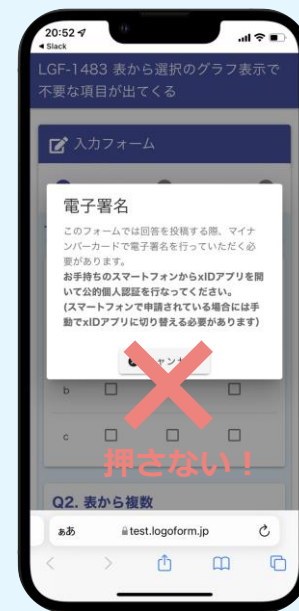 20:52
◀ Slack
LGF-1483 表から選択のグラフ表示で
不要な項目が出てくる
入力フォーム
電子署名
このフォームでは回答を投稿する際、マイナ
ンバーカードで電子署名を行っていただく必
要があります。
お手持ちのスマートフォンからxIDアプリを開
いて公的個人認証を行なってください。
(スマートフォンで申請されている場合には手
動でxIDアプリに切り替える必要があります)
b
c
押さない！
Q2. 表から複数
ぁあ test.logoform.jp